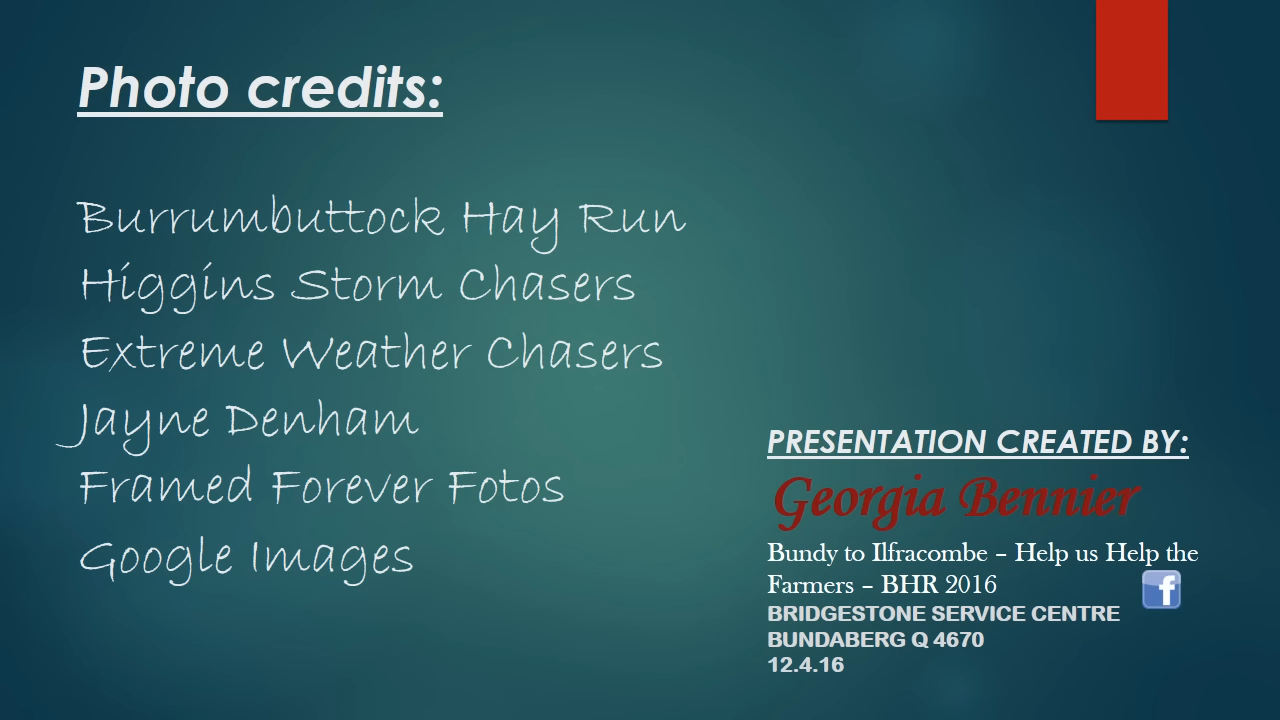 Photo credits:
Burrumbuttock Hay Run
Higgins Storm Chasers
Extreme Weather Chasers
Jayne Denham
Framed Forever Fotos
Google Images
PRESENTATION CREATED BY:
Georgia Bennier
Bundy to Ilfracombe – Help us Help the
Farmers – BHR 2016
f
BRIDGESTONE SERVICE CENTRE
BUNDABERG Q 4670
12.4.16